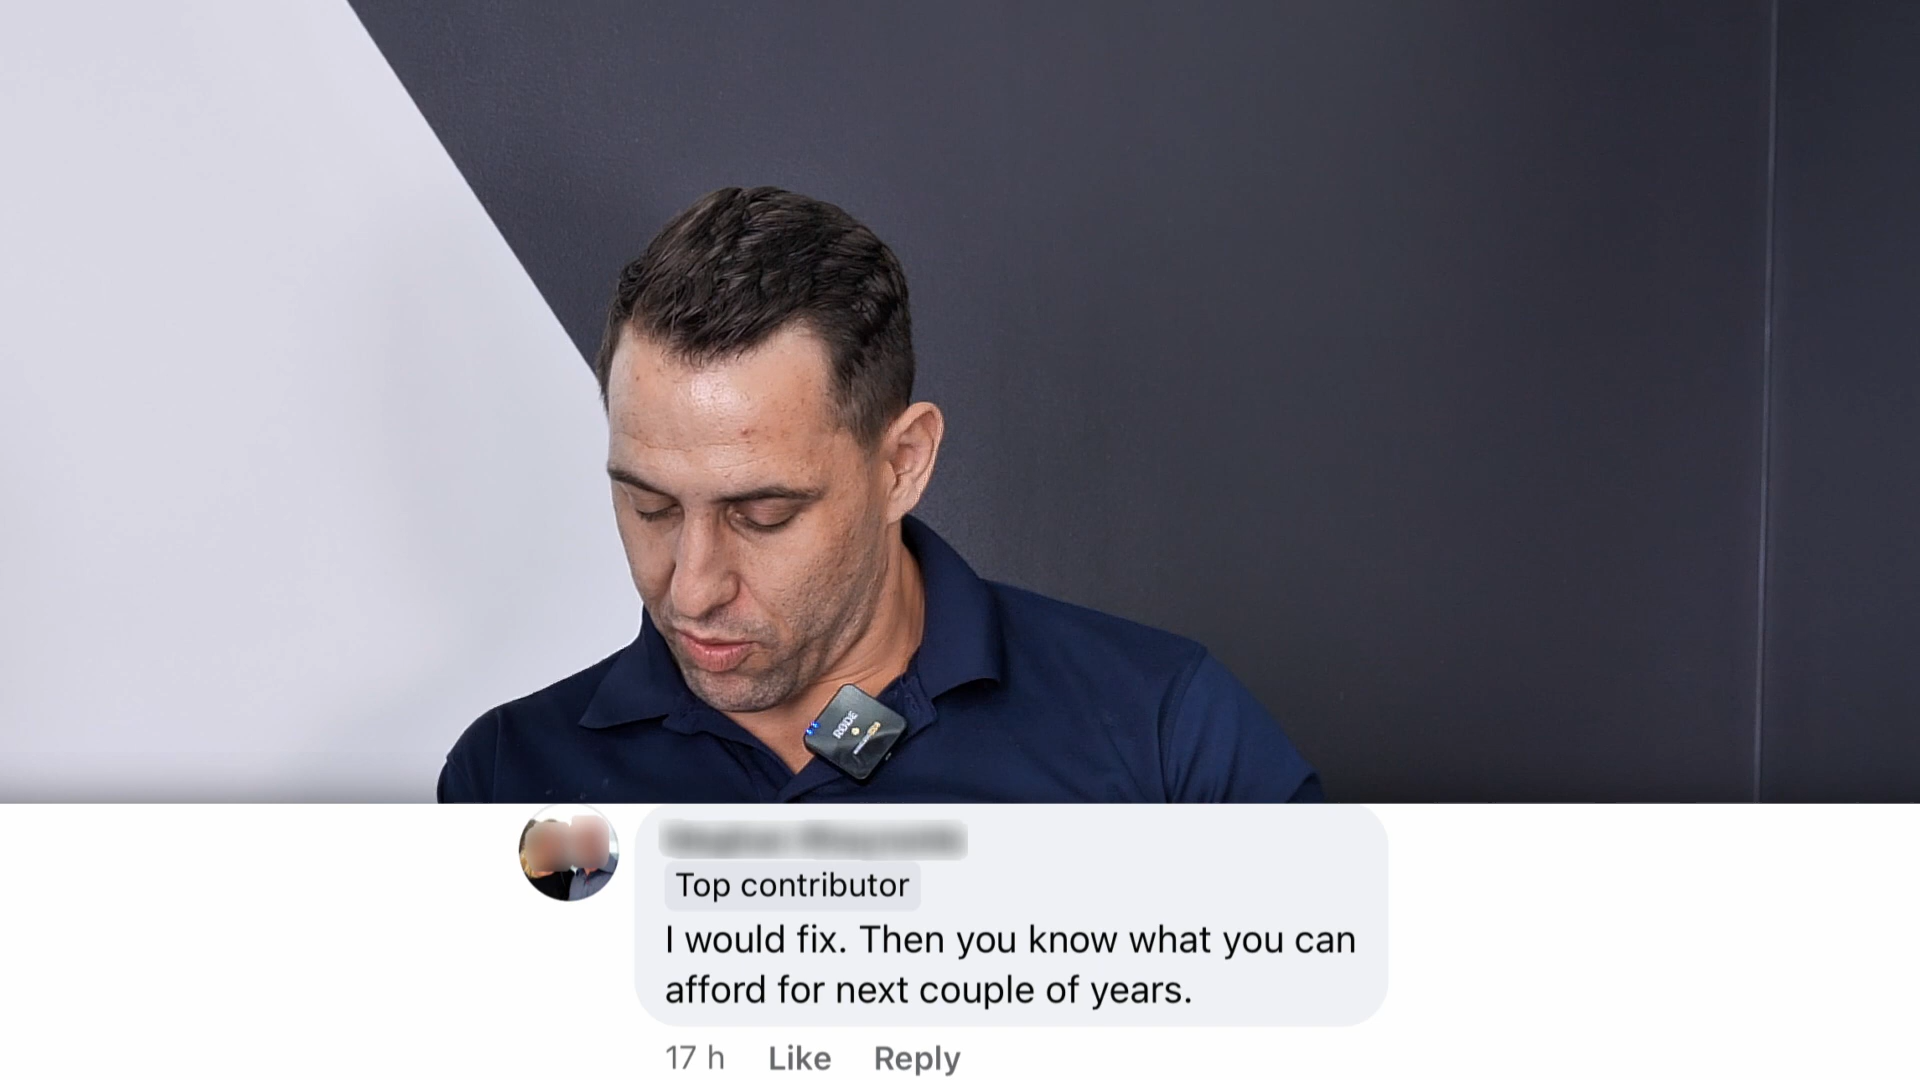 RØDE
Top contributor
I would fix. Then you know what you can
afford for next couple of years.
17 h Like Reply